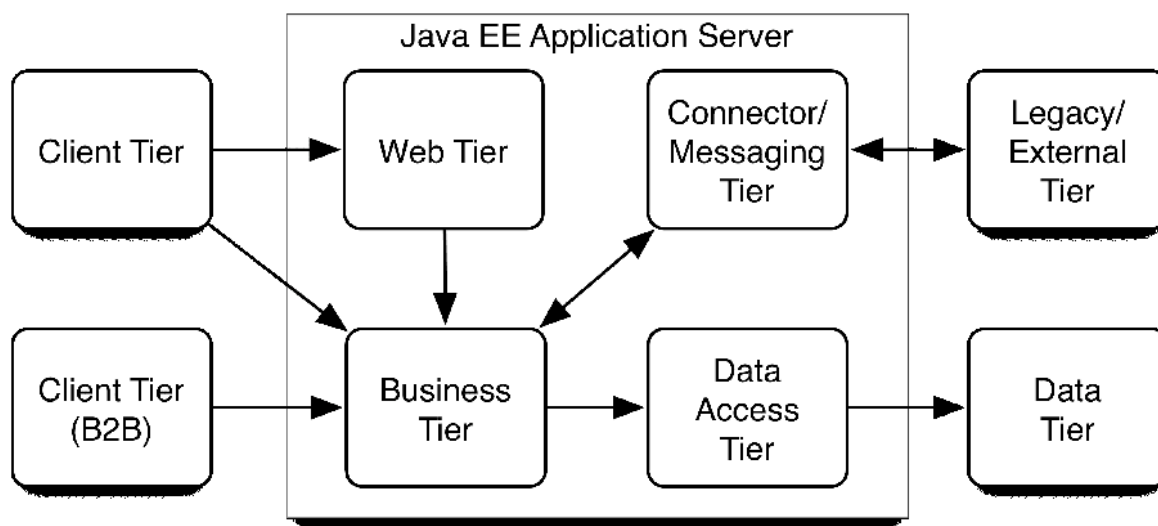 Java EE Application Server
Client Tier
Web Tier
Connector/
Messaging
Tier
Legacy/
External
Tier
Client Tier
(B2B)
Business
Tier
Data
Access
Tier
Data
Tier